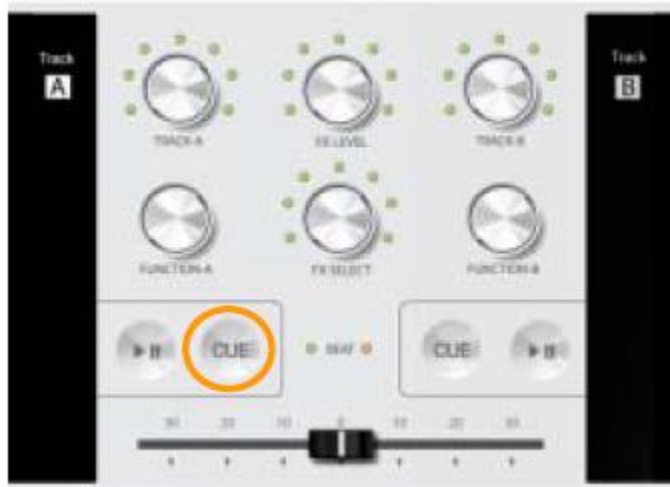 Track Track
A B
TRACK-A FX LEVEL TRACK-B
FUNCTION-A FX SELECT FUNCTION-B
CUE BEAT CUE
30 20 10 0 10 20 30